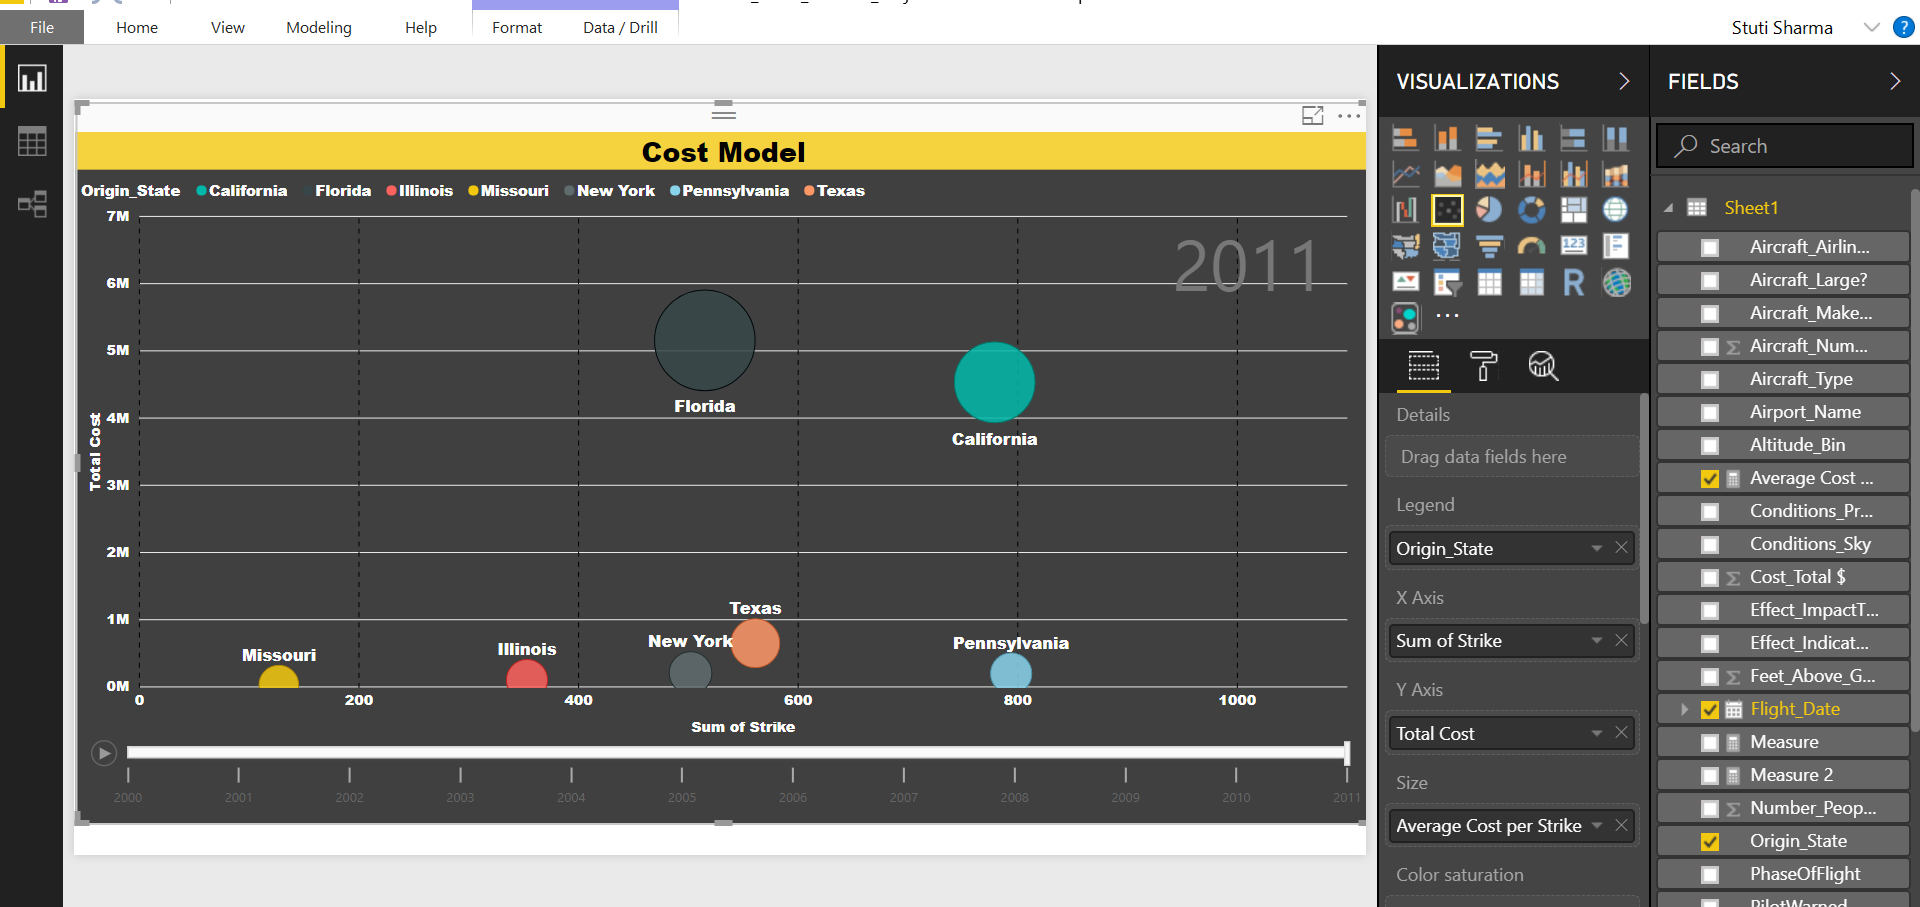 File Home View Modeling Help Format Data / Drill Stuti Sharma ?
VISUALIZATIONS
FIELDS
Search
Cost Model
Origin_State California Florida Illinois Missouri New York Pennsylvania Texas
7M
6M
5M
4M
3M
2M
1M
0M
Total Cost
2011
Florida
California
Texas
New York
Pennsylvania
Illinois
Missouri
0 200 400 600 800 1000
Sum of Strike
2000 2001 2002 2003 2004 2005 2006 2007 2008 2009 2010 2011
123
R
...
Details
Drag data fields here
Legend
Origin_State
X Axis
Sum of Strike
Y Axis
Total Cost
Size
Average Cost per Strike
Color saturation
Sheet1
Aircraft_Airlin...
Aircraft_Large?
Aircraft_Make...
Σ Aircraft_Num...
Aircraft_Type
Airport_Name
Altitude_Bin
Average Cost ...
Conditions_Pr...
Conditions_Sky
Σ Cost_Total $
Effect_ImpactT...
Effect_Indicat...
Σ Feet_Above_G...
Flight_Date
Measure
Measure 2
Σ Number_Peop...
Origin_State
PhaseOfFlight
PilotWarned